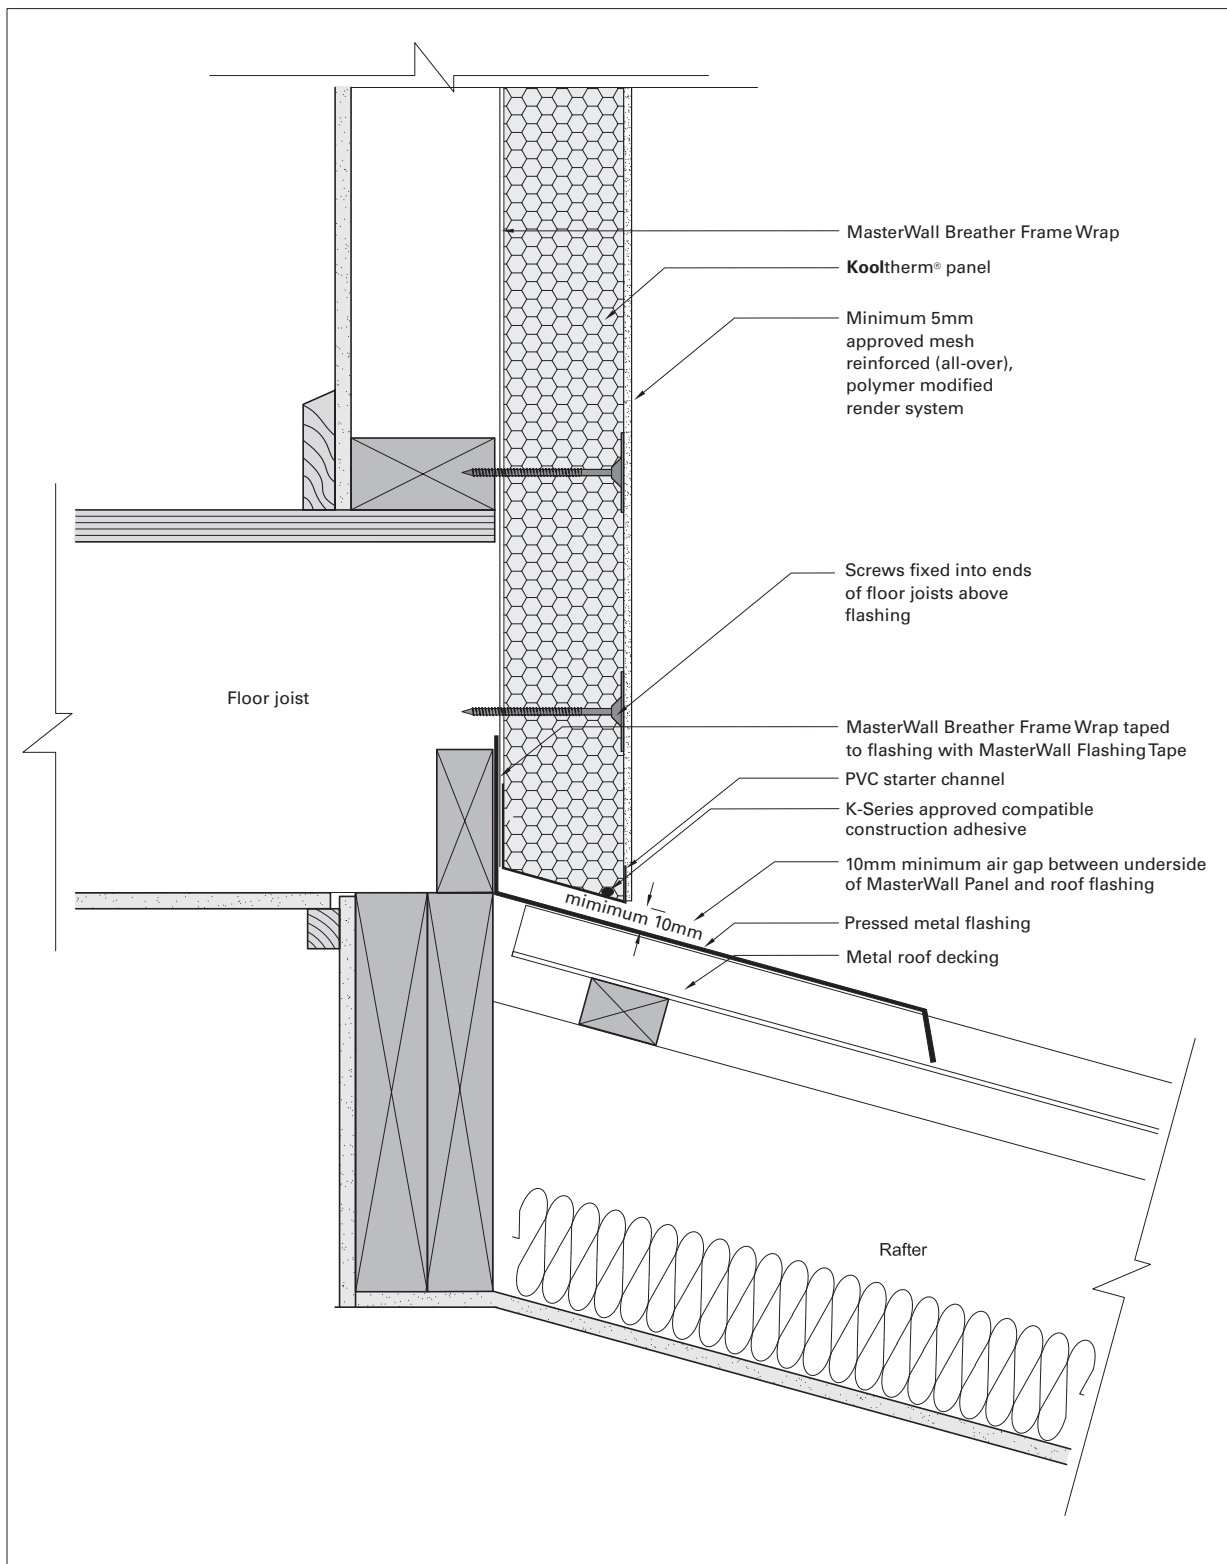 MasterWall Breather Frame Wrap
Kooltherm® panel
Minimum 5mm
approved mesh
reinforced (all-over),
polymer modified
render system
Screws fixed into ends
of floor joists above
flashing
Floor joist
MasterWall Breather Frame Wrap taped
to flashing with MasterWall Flashing Tape
PVC starter channel
K-Series approved compatible
construction adhesive
10mm minimum air gap between underside
of MasterWall Panel and roof flashing
mimimum 10mm
Pressed metal flashing
Metal roof decking
Rafter